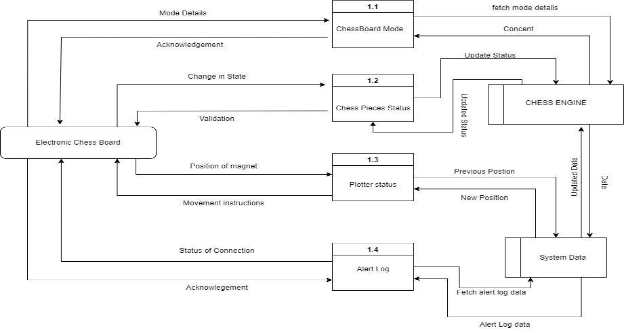 1.1
Mode Details
fetch mode details
ChessBoard Mode
Concent
Acknowledgement
Update Status
Change in State
1.2
CHESS ENGINE
Chess Pieces Status
Updated Status
Validation
Electronic Chess Board
1.3
Position of magnet
Previous Postion
Updated Data
Data
Plotter status
New Position
Movement instructions
1.4
Status of Connection
System Data
Alert Log
Acknowlegement
Fetch alert log data
Alert Log data